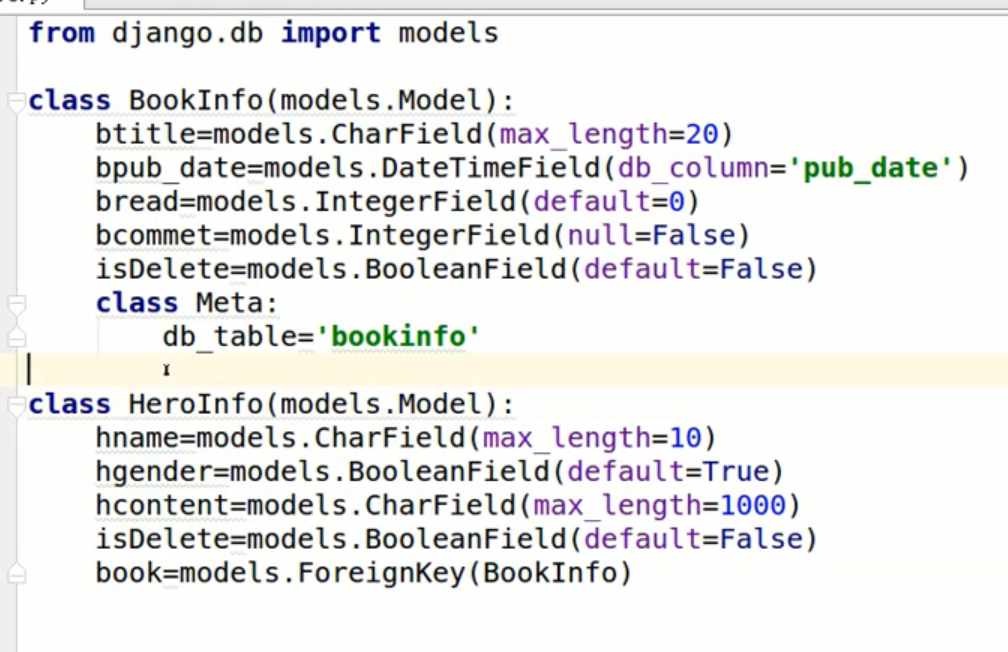 from django.db import models
class BookInfo(models.Model):
    btitle=models.CharField(max_length=20)
    bpub_date=models.DateTimeField(db_column='pub_date')
    bread=models.IntegerField(default=0)
    bcommet=models.IntegerField(null=False)
    isDelete=models.BooleanField(default=False)
    class Meta:
        db_table='bookinfo'
class HeroInfo(models.Model):
    hname=models.CharField(max_length=10)
    hgender=models.BooleanField(default=True)
    hcontent=models.CharField(max_length=1000)
    isDelete=models.BooleanField(default=False)
    book=models.ForeignKey(BookInfo)